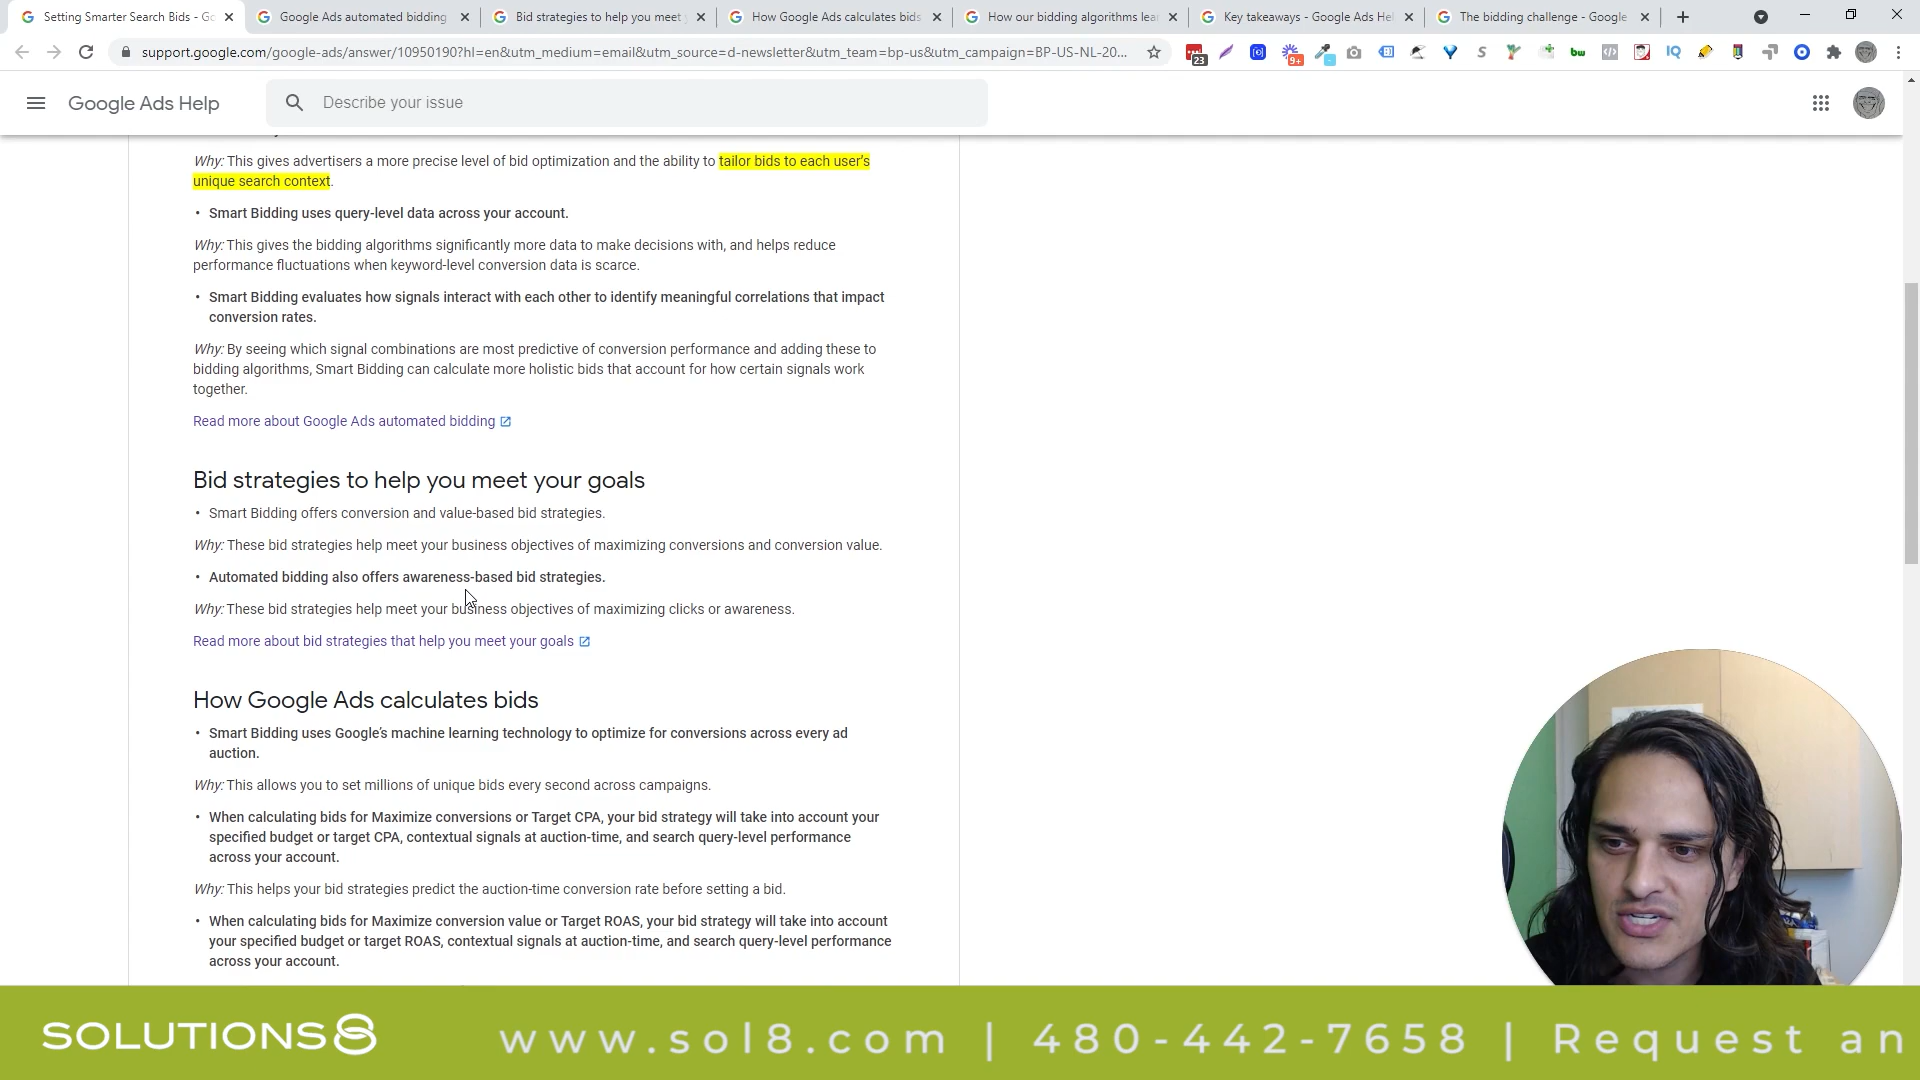 Setting Smarter Search Bids - Go
Google Ads automated bidding
Bid strategies to help you meet
How Google Ads calculates bids
How our bidding algorithms lea
Key takeaways - Google Ads Hel
The bidding challenge - Google
support.google.com/google-ads/answer/10950190?hl=en&utm_medium=email&utm_source=d-newsletter&utm_team=bp-us&utm_campaign=BP-US-NL-20...
23
9+
S
bw
IQ
Google Ads Help
Describe your issue
Why: This gives advertisers a more precise level of bid optimization and the ability to tailor bids to each user's
unique search context.
• Smart Bidding uses query-level data across your account.
Why: This gives the bidding algorithms significantly more data to make decisions with, and helps reduce
performance fluctuations when keyword-level conversion data is scarce.
• Smart Bidding evaluates how signals interact with each other to identify meaningful correlations that impact
conversion rates.
Why: By seeing which signal combinations are most predictive of conversion performance and adding these to
bidding algorithms, Smart Bidding can calculate more holistic bids that account for how certain signals work
together.
Read more about Google Ads automated bidding
Bid strategies to help you meet your goals
• Smart Bidding offers conversion and value-based bid strategies.
Why: These bid strategies help meet your business objectives of maximizing conversions and conversion value.
• Automated bidding also offers awareness-based bid strategies.
Why: These bid strategies help meet your business objectives of maximizing clicks or awareness.
Read more about bid strategies that help you meet your goals
How Google Ads calculates bids
• Smart Bidding uses Google's machine learning technology to optimize for conversions across every ad
auction.
Why: This allows you to set millions of unique bids every second across campaigns.
• When calculating bids for Maximize conversions or Target CPA, your bid strategy will take into account your
specified budget or target CPA, contextual signals at auction-time, and search query-level performance
across your account.
Why: This helps your bid strategies predict the auction-time conversion rate before setting a bid.
• When calculating bids for Maximize conversion value or Target ROAS, your bid strategy will take into account
your specified budget or target ROAS, contextual signals at auction-time, and search query-level performance
across your account.
SOLUTIONS8
www.sol8.com | 480-442-7658 | Request an